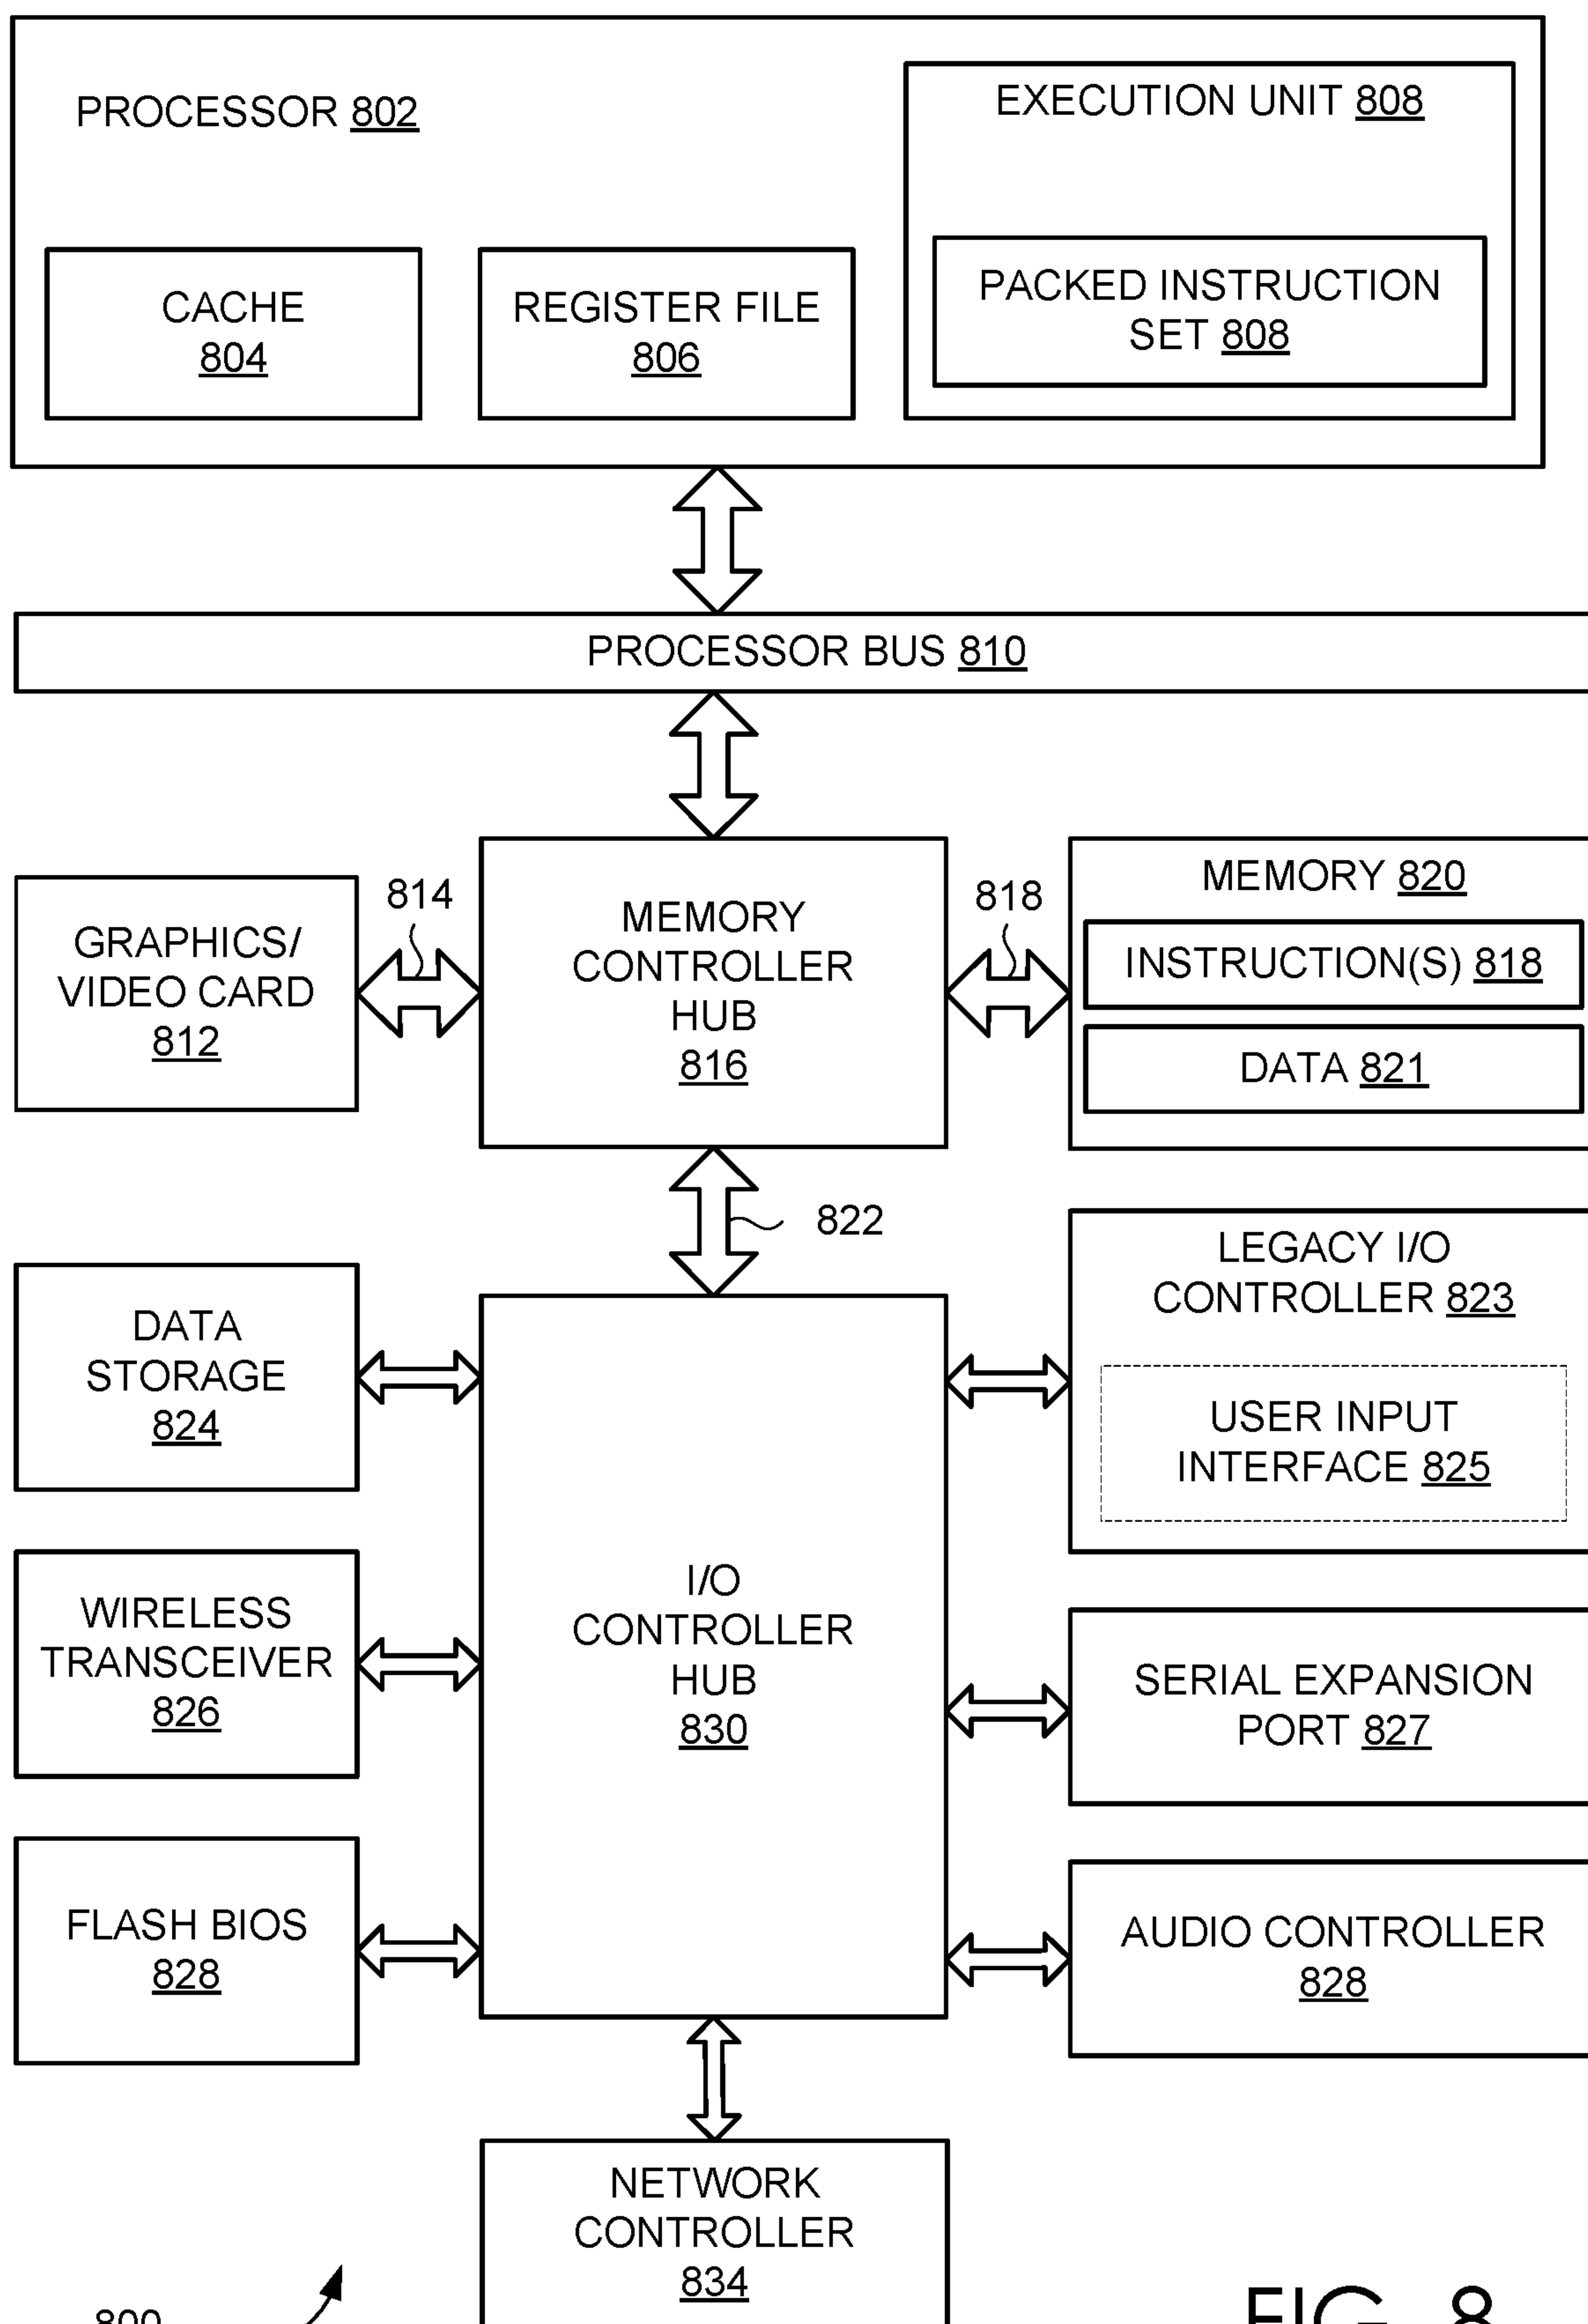 PROCESSOR 802
EXECUTION UNIT 808
CACHE
804
REGISTER FILE
806
PACKED INSTRUCTION
SET 808
PROCESSOR BUS 810
GRAPHICS/
VIDEO CARD
812
814
MEMORY
CONTROLLER
HUB
816
818
MEMORY 820
INSTRUCTION(S) 818
DATA 821
822
DATA
STORAGE
824
LEGACY I/O
CONTROLLER 823
USER INPUT
INTERFACE 825
WIRELESS
TRANSCEIVER
826
I/O
CONTROLLER
HUB
830
SERIAL EXPANSION
PORT 827
FLASH BIOS
828
AUDIO CONTROLLER
828
NETWORK
CONTROLLER
834
800
FIG. 8